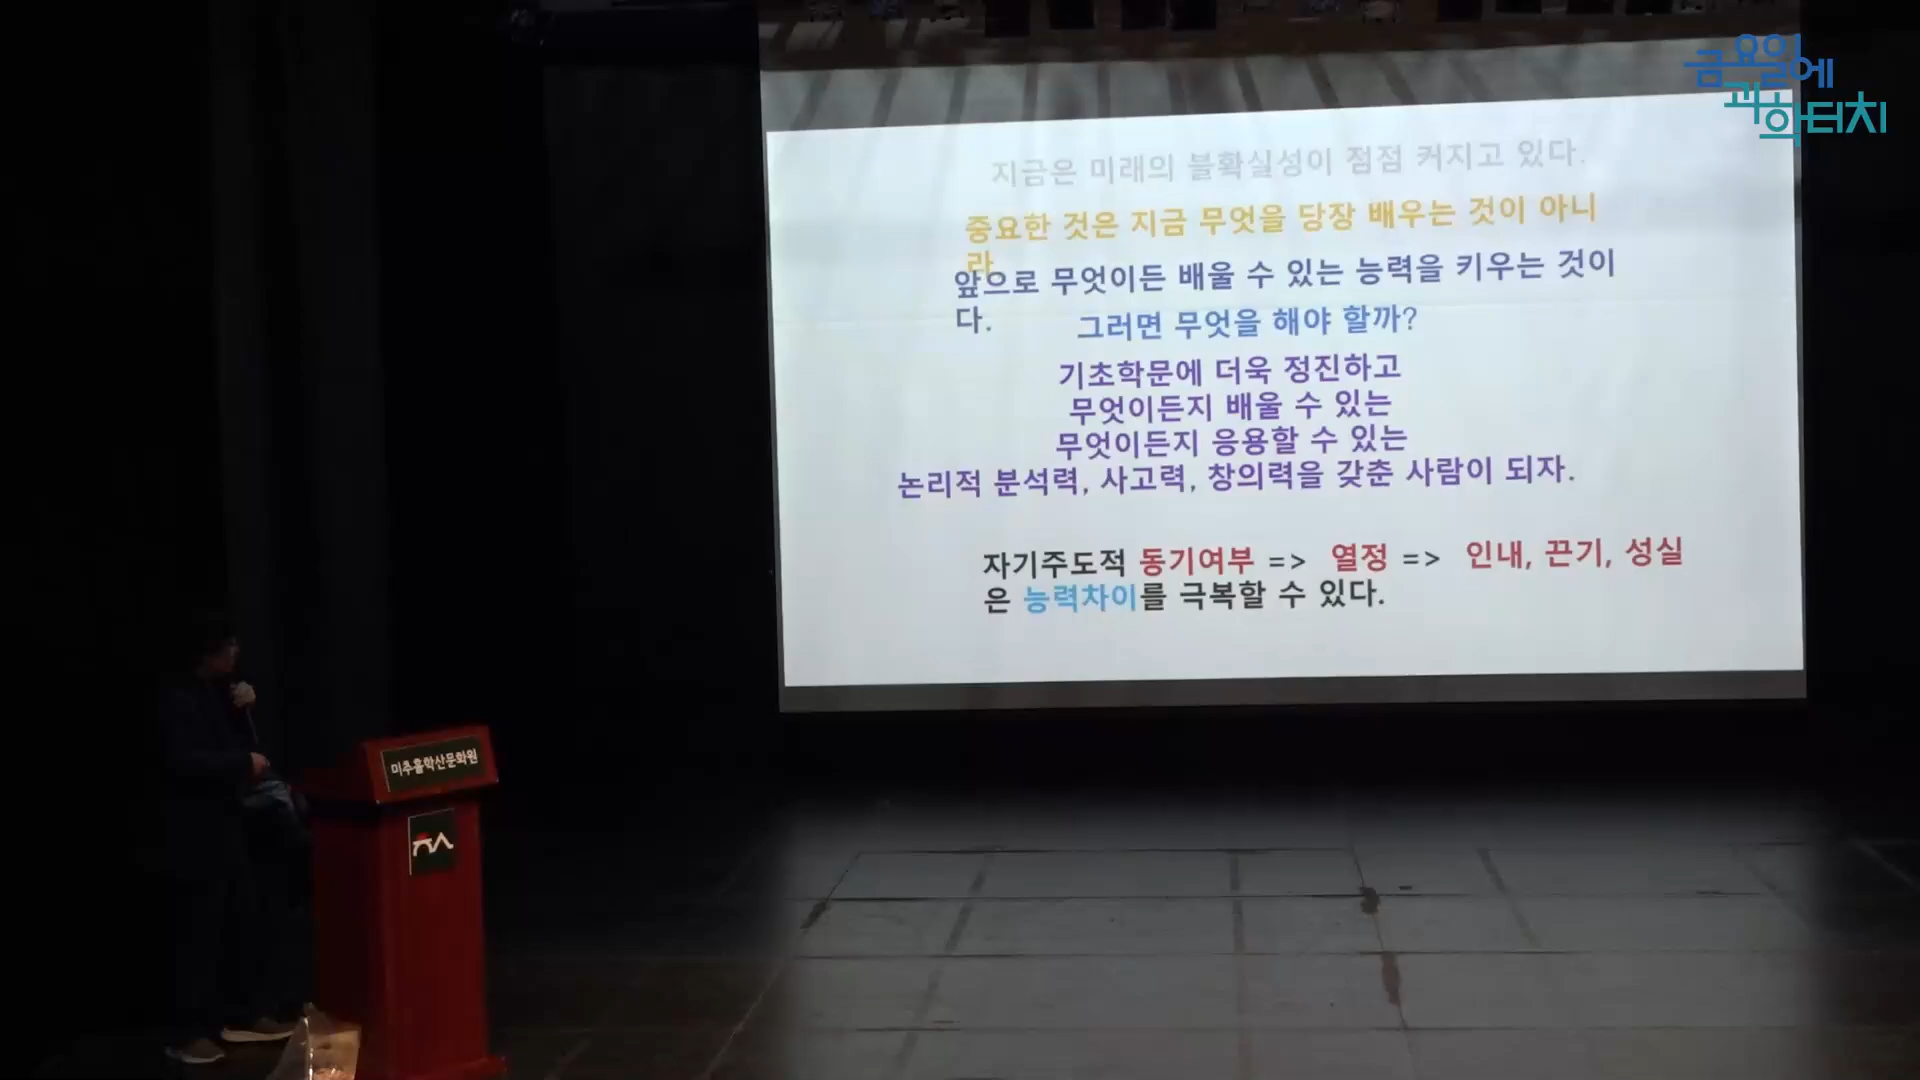 금요일에
과학터치
지금은 미래의 불확실성이 점점 커지고 있다.
중요한 것은 지금 무엇을 당장 배우는 것이 아니
라
앞으로 무엇이든 배울 수 있는 능력을 키우는 것이
다.
그러면 무엇을 해야 할까?
기초학문에 더욱 정진하고
무엇이든지 배울 수 있는
무엇이든지 응용할 수 있는
논리적 분석력, 사고력, 창의력을 갖춘 사람이 되자.
자기주도적 동기여부 => 열정 => 인내, 끈기, 성실
은 능력차이를 극복할 수 있다.
미추홀학산문화원